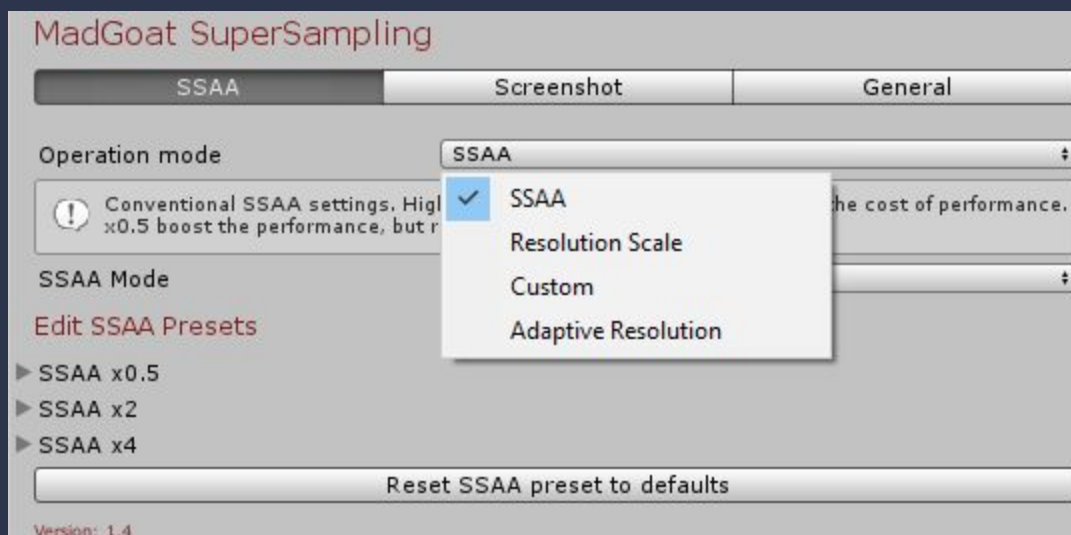 MadGoat SuperSampling
SSAA Screenshot General
Operation mode SSAA
Conventional SSAA settings. he cost of performance.
x0.5 boost the performance, but
SSAA
Resolution Scale
Custom
Adaptive Resolution
SSAA Mode
Edit SSAA Presets
SSAA x0.5
SSAA x2
SSAA x4
Reset SSAA preset to defaults
Version: 1.4